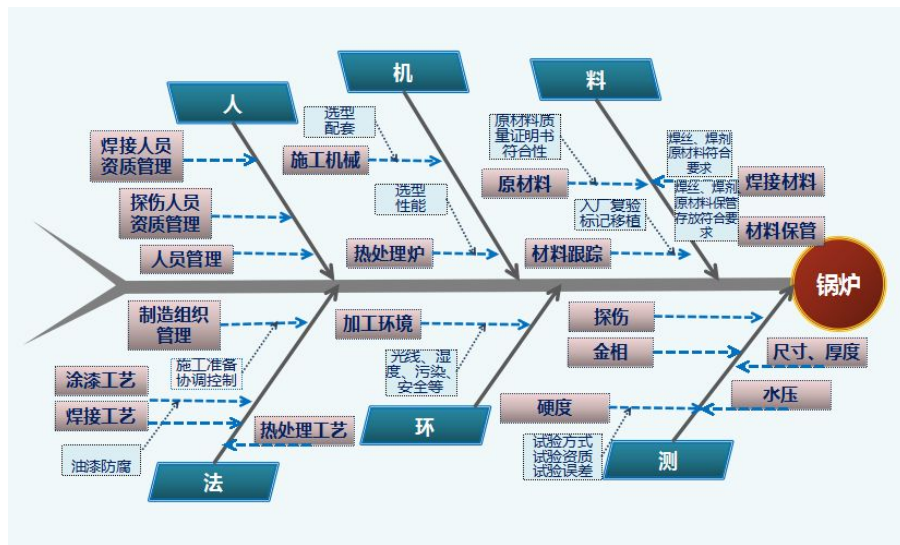 人
机
料
焊接人员
资质管理
探伤人员
资质管理
人员管理
选型
配套
施工机械
选型
性能
热处理炉
原材料质
量证明书
符合性
原材料
入厂复验
标记移植
材料跟踪
焊丝、焊剂
原材料符合
要求
焊接材料
焊丝、焊剂
原材料保管
存放符合要
求
材料保管
锅炉
制造组织
管理
施工准备
协调控制
涂漆工艺
焊接工艺
油漆防腐
热处理工艺
法
加工环境
光线、湿
度、污染、
安全等
环
探伤
金相
尺寸、厚度
硬度
水压
试验方式
试验资质
试验误差
测